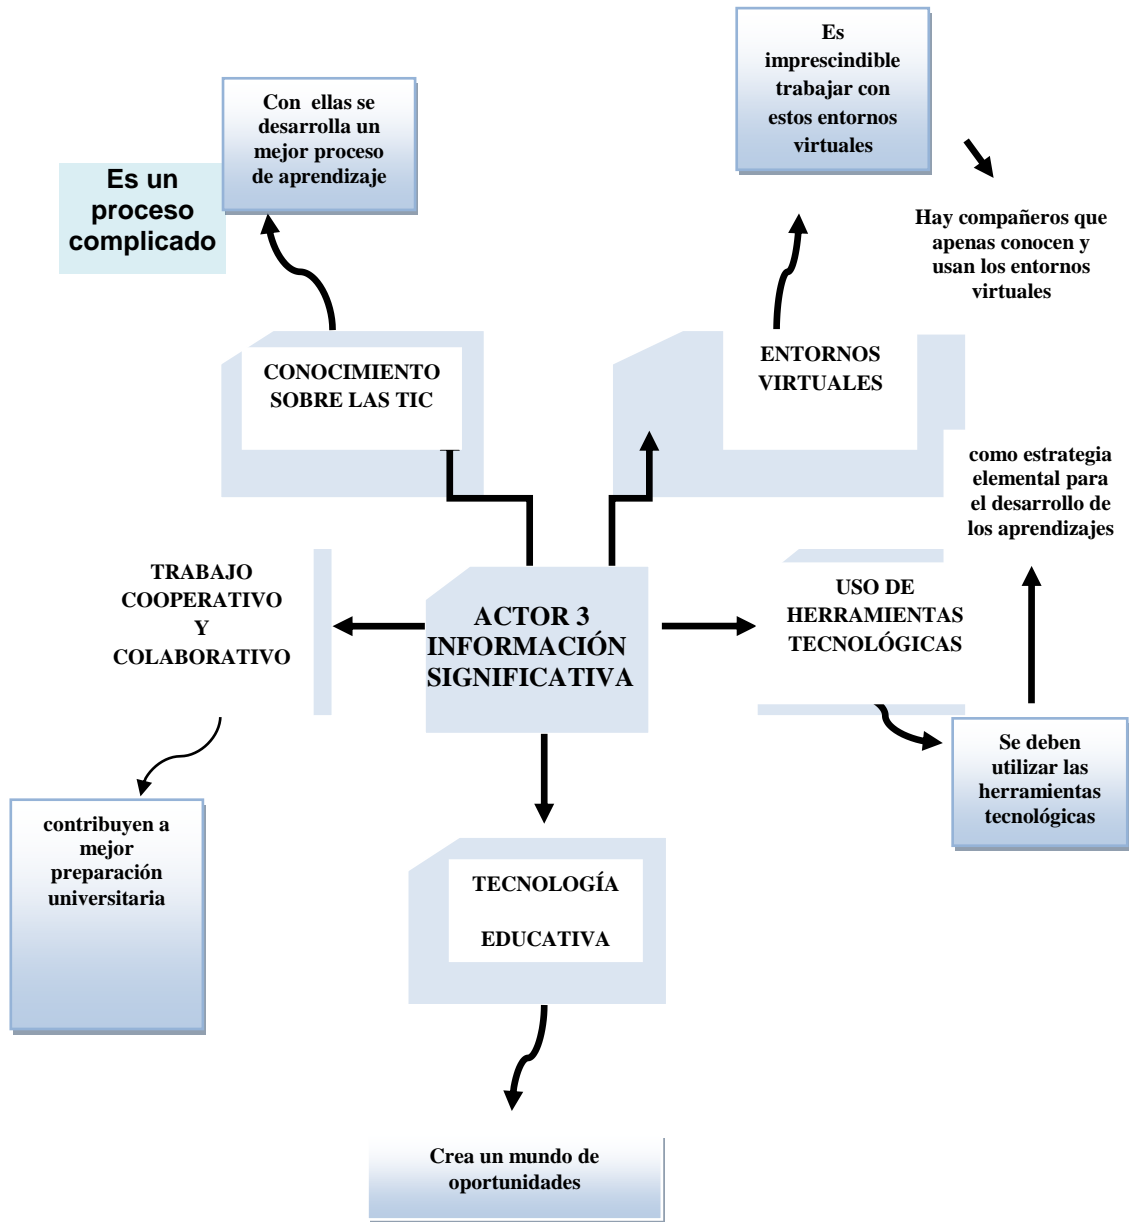 Es
imprescindible
trabajar con
estos entornos
virtuales
Con ellas se
desarrolla un
mejor proceso
de aprendizaje
Es un
proceso
complicado
Hay compañeros que
apenas conocen y
usan los entornos
virtuales
CONOCIMIENTO
SOBRE LAS TIC
ENTORNOS
VIRTUALES
como estrategia
elemental para
el desarrollo de
los aprendizajes
TRABAJO
COOPERATIVO
Y
COLABORATIVO
ACTOR 3
INFORMACIÓN
SIGNIFICATIVA
USO DE
HERRAMIENTAS
TECNOLÓGICAS
Se deben
utilizar las
herramientas
tecnológicas
contribuyen a
mejor
preparación
universitaria
TECNOLOGÍA
EDUCATIVA
Crea un mundo de
oportunidades